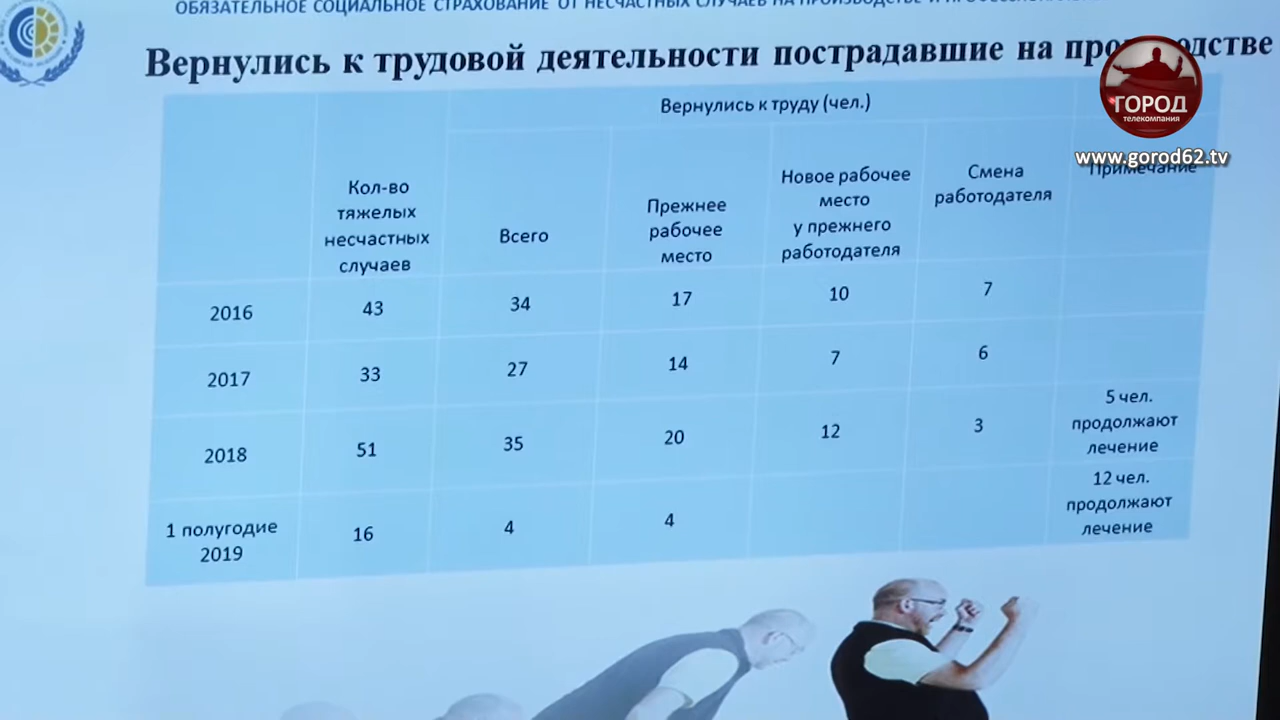 ОБЯЗАТЕЛЬНОЕ СОЦИАЛЬНОЕ СТРАХОВАНИЕ ОТ НЕСЧАСТНЫХ СЛУЧАЕВ НА ПРОИЗВОДСТВЕ И
Вернулись к трудовой деятельности пострадавшие на производстве
ГОРОД
телекомпания
www.gorod62.tv
Вернулись к труду (чел.)
Кол-во
тяжелых
несчастных
случаев
Всего
Прежнее
рабочее
место
Новое рабочее
место
у прежнего
работодателя
Смена
работодателя
Примечание
2016 43 34 17 10 7
2017 33 27 14 7 6
2018 51 35 20 12 3
5 чел.
продолжают
лечение
1 полугодие
2019
16 4 4
12 чел.
продолжают
лечение